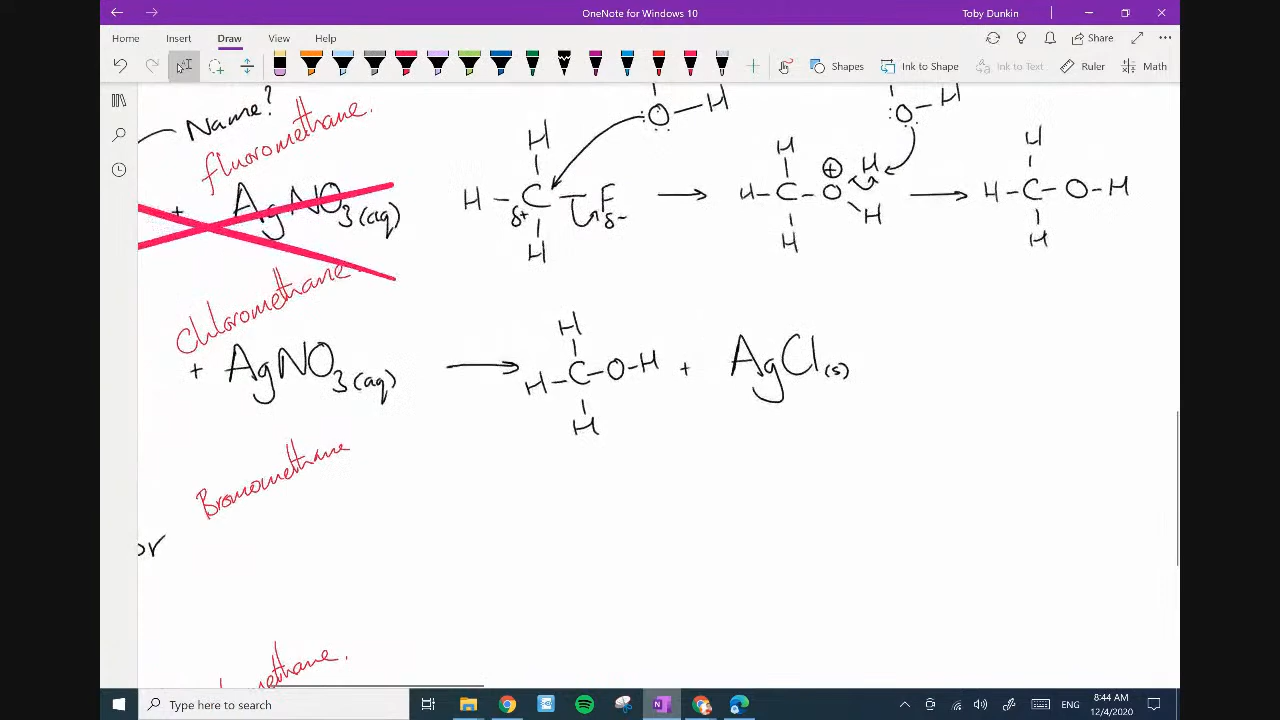 OneNote for Windows 10
Toby Dunkin
Home Insert Draw View Help
Share
Shapes Ink to Shape Ink to Text Ruler Math
Name?
fluoromethane.
+ AgNO3(aq)
O-H
H
H-C-F
δ+ δ-
H
O-H
H
H-C-O H
⊕
H H
H
H-C-O-H
H
chloromethane.
+ AgNO3(aq)
H
H-C-O-H + AgCl(s)
H
Bromomethane
or
methane.
Type here to search
8:44 AM
12/4/2020